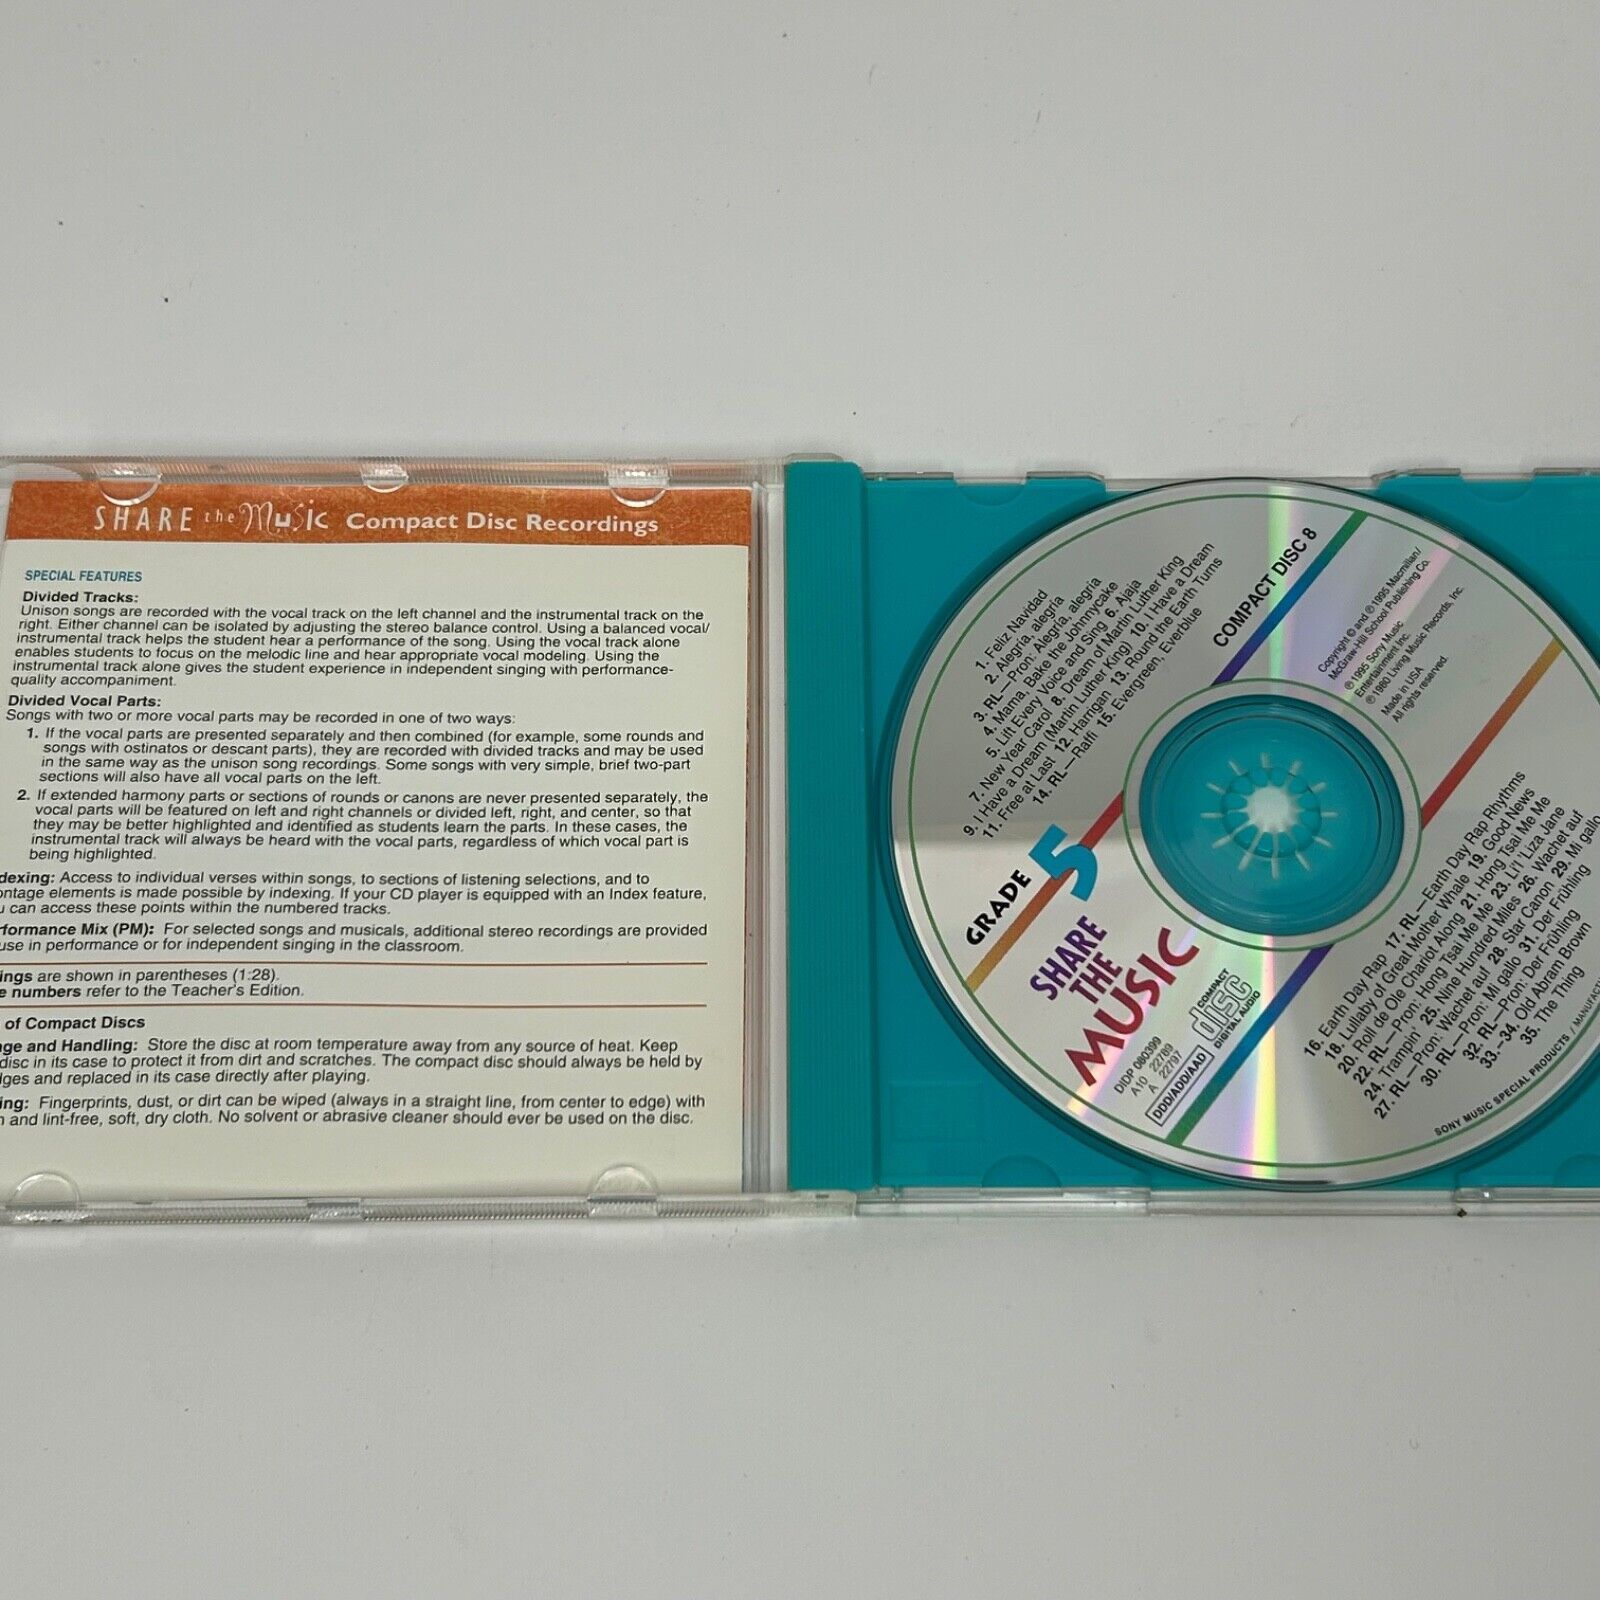 SHARE the MUSIC Compact Disc Recordings
SPECIAL FEATURES
Divided Tracks:
Unison songs are recorded with the vocal track on the left channel and the instrumental track on the
right. Either channel can be isolated by adjusting the stereo balance control. Using a balanced vocal/
instrumental track helps the student hear a performance of the song. Using the vocal track alone
enables students to focus on the melodic line and hear appropriate vocal modeling. Using the
instrumental track alone gives the student experience in independent singing with performance-
quality accompaniment.
Divided Vocal Parts:
Songs with two or more vocal parts may be recorded in one of two ways:
1. If the vocal parts are presented separately and then combined (for example, some rounds and
songs with ostinatos or descant parts), they are recorded with divided tracks and may be used
in the same way as the unison song recordings. Some songs with very simple, brief two-part
sections will also have all vocal parts on the left.
2. If extended harmony parts or sections of rounds or canons are never presented separately, the
vocal parts will be featured on left and right channels or divided left, right, and center, so that
they may be better highlighted and identified as students learn the parts. In these cases, the
instrumental track will always be heard with the vocal parts, regardless of which vocal part is
being highlighted.
dexing: Access to individual verses within songs, to sections of listening selections, and to
ontage elements is made possible by indexing. If your CD player is equipped with an Index feature,
u can access these points within the numbered tracks.
rformance Mix (PM): For selected songs and musicals, additional stereo recordings are provided
use in performance or for independent singing in the classroom.
ings are shown in parentheses (1:28).
e numbers refer to the Teacher's Edition.
of Compact Discs
age and Handling: Store the disc at room temperature away from any source of heat. Keep
disc in its case to protect it from dirt and scratches. The compact disc should always be held by
dges and replaced in its case directly after playing.
ing: Fingerprints, dust, or dirt can be wiped (always in a straight line, from center to edge) with
n and lint-free, soft, dry cloth. No solvent or abrasive cleaner should ever be used on the disc.
1. Feliz Navidad
2. Alegría, alegría
3. RL—Pron: Alegría, alegría
4. Mama, Bake the Johnnycake
5. Lift Every Voice and Sing 6. Ajaja
7. New Year Carol 8. Dream of Martin Luther King
9. I Have a Dream (Martin Luther King) 10. I Have a Dream
11. Free at Last 12. Harrigan 13. Round the Earth Turns
14. RL—Raffi 15. Evergreen, Everblue
COMPACT DISC 8
Copyright © and ℗ 1995 Macmillan/
McGraw-Hill School Publishing Co.
℗ 1995 Sony Music
Entertainment Inc.
℗ 1980 Living Music Records, Inc.
Made in USA
All rights reserved.
GRADE 5
SHARE
THE
MUSIC
COMPACT
disc
DIGITAL AUDIO
DIDP 080399
A10 22789
A 22797
DDD/ADD/AAD
16. Earth Day Rap 17. RL—Earth Day Rap Rhythms
18. Lullaby of Great Mother Whale 19. Good News
20. Roll de Ole Chariot Along 21. Hong Tsai Me Me
22. RL—Pron: Hong Tsai Me Me 23. Li'l 'Liza Jane
24. Trampin' 25. Nine Hundred Miles 26. Wachet auf
27. RL—Pron: Wachet auf 28. Star Canon 29. Mi gallo
30. RL—Pron: Mi gallo 31. Der Frühling
32. RL—Pron: Der Frühling
33.–34. Old Abram Brown
35. The Thing
SONY MUSIC SPECIAL PRODUCTS / MANUFACT